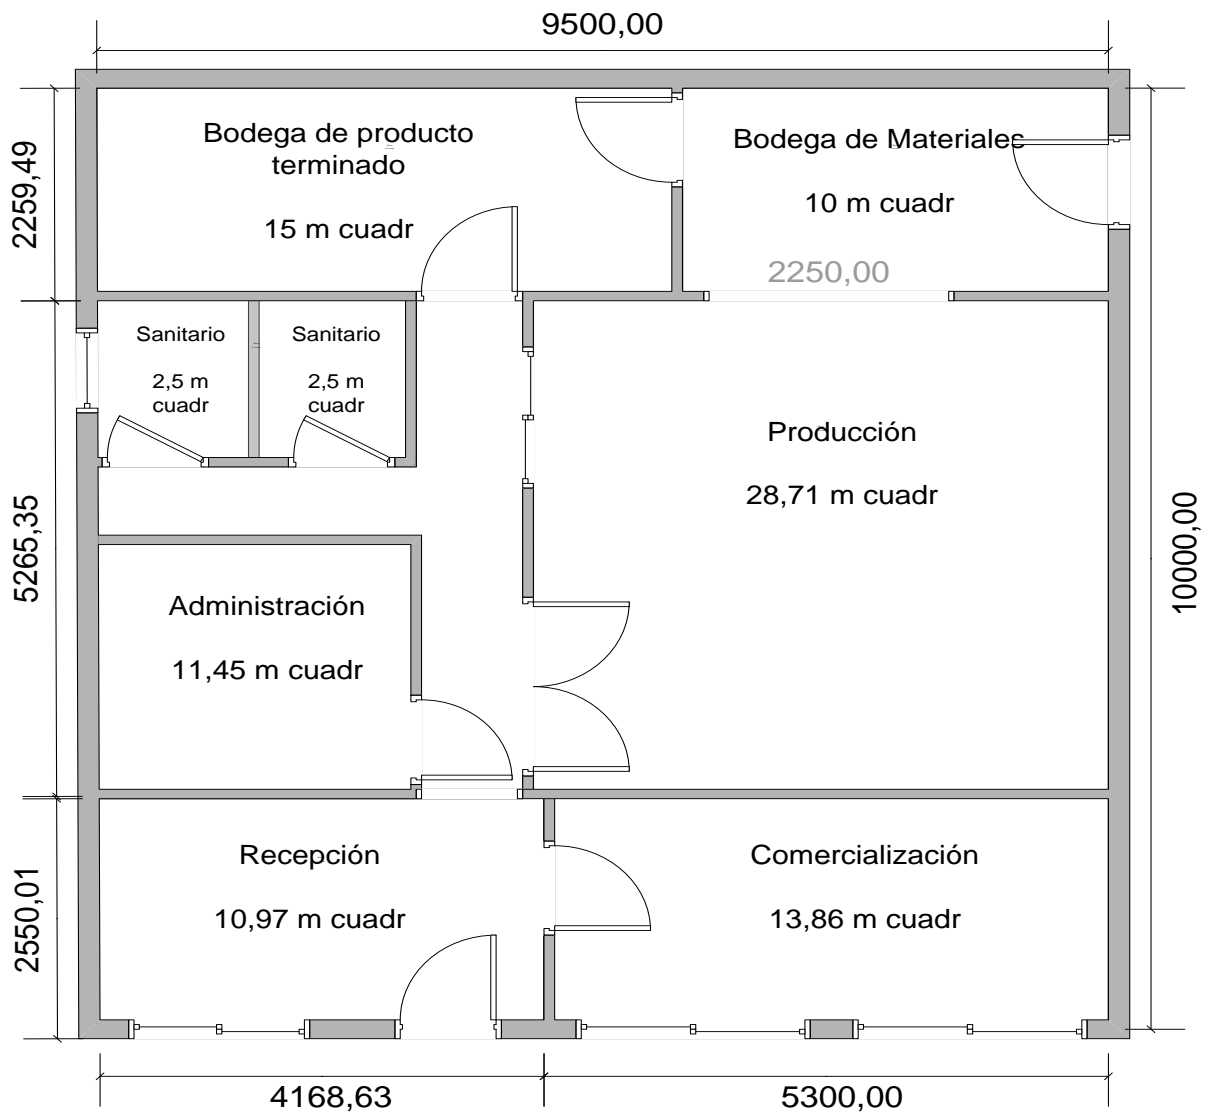 9500,00
Bodega de producto
terminado
15 m cuadr
Bodega de Materiales
10 m cuadr
2250,00
2259,49
Sanitario
2,5 m
cuadr
Sanitario
2,5 m
cuadr
Producción
28,71 m cuadr
5265,35
10000,00
Administración
11,45 m cuadr
Recepción
10,97 m cuadr
Comercialización
13,86 m cuadr
2550,01
4168,63
5300,00